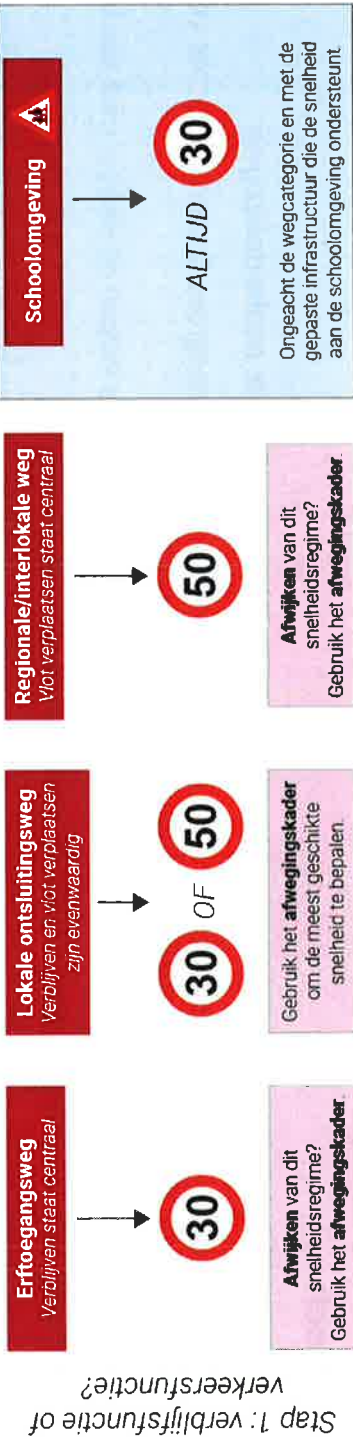 Stap 1: verblijfsfunctie of
verkeersfunctie?
Erftoegangsweg
Verblijven staat centraal
30
Afwijken van dit
snelheidsregime?
Gebruik het afwegingskader.
Lokale ontsluitingsweg
Verblijven en vlot verplaatsen
zijn evenwaardig
30 OF 50
Gebruik het afwegingskader
om de meest geschikte
snelheid te bepalen.
Regionale/interlokale weg
Vlot verplaatsen staat centraal
50
Afwijken van dit
snelheidsregime?
Gebruik het afwegingskader.
Schoolomgeving
ALTIJD 30
Ongeacht de wegcategorie en met de
gepaste infrastructuur die de snelheid
aan de schoolomgeving ondersteunt.